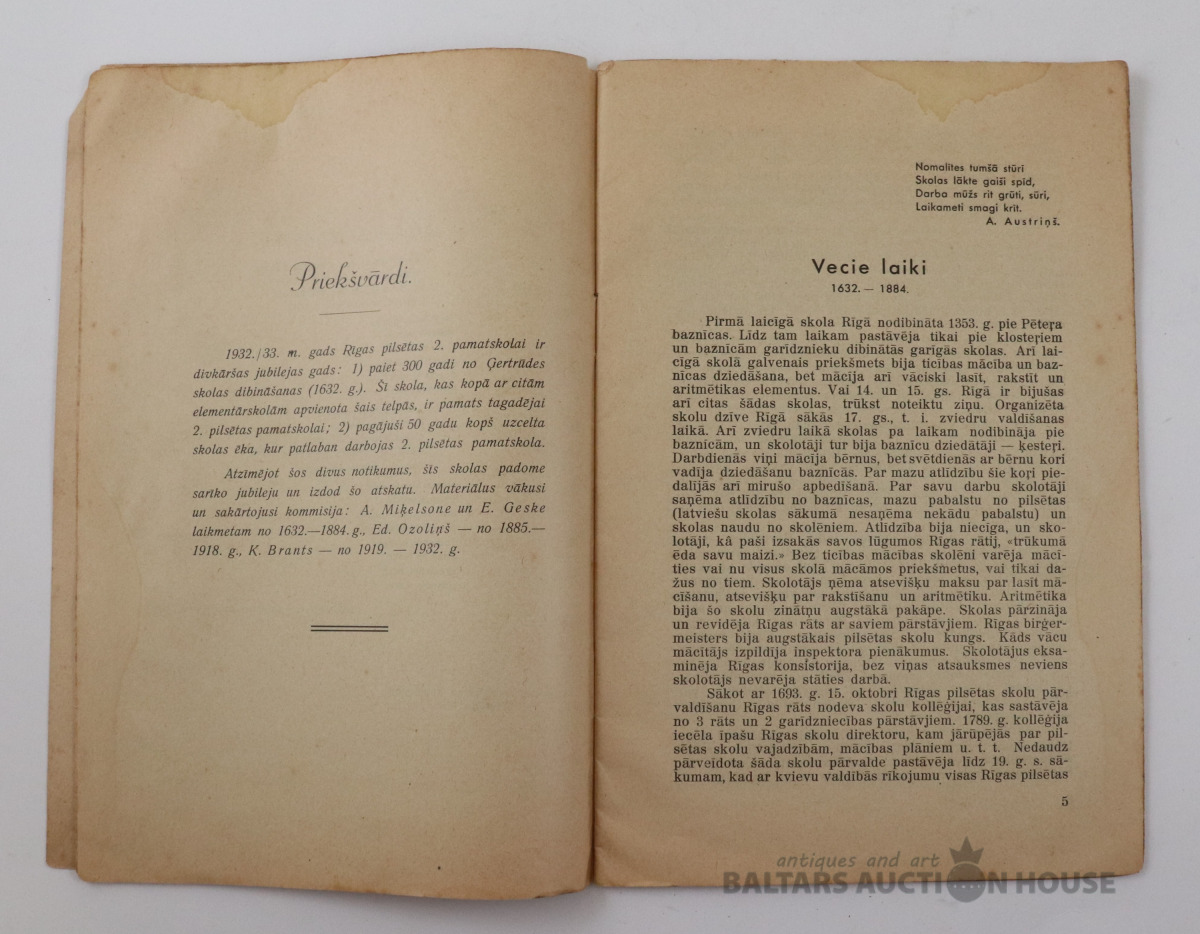 Priekšvārdi.
1932./33. m. gads Rīgas pilsētas 2. pamatskolai ir
divkāršas jubilejas gads: 1) paiet 300 gadi no Ģertrūdes
skolas dibināšanas (1632. g.). Šī skola, kas kopā ar citām
elementārskolām apvienota šais telpās, ir pamats tagadējai
2. pilsētas pamatskolai; 2) pagājuši 50 gadu kopš uzcelta
skolas ēka, kur patlaban darbojas 2. pilsētas pamatskola.
Atzīmējot šos divus notikumus, šīs skolas padome
sarīko jubileju un izdod šo atskatu. Materiālus vākusi
un sakārtojusi kommisija: A. Miķelsone un E. Geske
laikmetam no 1632.—1884. g., Ed. Ozoliņš — no 1885.—
1918. g., K. Brants — no 1919. — 1932. g.
Nomalītes tumšā stūrī
Skolas lākte gaiši spīd,
Darba mūžs rit grūti, sūri,
Laikameti smagi krīt.
A. Austriņš.
Vecie laiki
1632. — 1884.
Pirmā laicīgā skola Rīgā nodibināta 1353. g. pie Pēteŗa
baznīcas. Līdz tam laikam pastāvēja tikai pie klosteŗiem
un baznīcām garīdznieku dibinātās garīgās skolas. Arī lai-
cīgā skolā galvenais priekšmets bija ticības mācība un baz-
nīcas dziedāšana, bet mācīja arī vāciski lasīt, rakstīt un
aritmētikas elementus. Vai 14. un 15. gs. Rīgā ir bijušas
arī citas šādas skolas, trūkst noteiktu ziņu. Organizēta
skolu dzīve Rīgā sākās 17. gs., t. i. zviedru valdīšanas
laikā. Arī zviedru laikā skolas pa laikam nodibināja pie
baznīcām, un skolotāji tur bija baznīcu dziedātāji — ķesteŗi.
Darbdienās viņi mācīja bērnus, bet svētdienās ar bērnu kori
vadīja dziedāšanu baznīcās. Par mazu atlīdzību šie koŗi pie-
dalījās arī mirušo apbedīšanā. Par savu darbu skolotāji
saņēma atlīdzību no baznīcas, mazu pabalstu no pilsētas
(latviešu skolas sākumā nesaņēma nekādu pabalstu) un
skolas naudu no skolēniem. Atlīdzība bija niecīga, un sko-
lotāji, kā paši izsakās savos lūgumos Rīgas rātij, «trūkumā
ēda savu maizi.» Bez ticības mācības skolēni varēja mācī-
ties vai nu visus skolā mācāmos priekšmetus, vai tikai da-
žus no tiem. Skolotājs ņēma atsevišķu maksu par lasīt mā-
cīšanu, atsevišķu par rakstīšanu un aritmētiku. Aritmētika
bija šo skolu zinātņu augstākā pakāpe. Skolas pārzināja
un revidēja Rīgas rāts ar saviem pārstāvjiem. Rīgas birģer-
meisters bija augstākais pilsētas skolu kungs. Kāds vācu
mācītājs izpildīja inspektora pienākumus. Skolotājus eksa-
minēja Rīgas konsistorija, bez viņas atsauksmes neviens
skolotājs nevarēja stāties darbā.
Sākot ar 1693. g. 15. oktobri Rīgas pilsētas skolu pār-
valdīšanu Rīgas rāts nodeva skolu kollēģijai, kas sastāvēja
no 3 rāts un 2 garīdzniecības pārstāvjiem. 1789. g. kollēģija
iecēla īpašu Rīgas skolu direktoru, kam jārūpējās par pil-
sētas skolu vajadzībām, mācības plāniem u. t. t. Nedaudz
pārveidota šāda skolu pārvalde pastāvēja līdz 19. g. s. sā-
kumam, kad ar kvievu valdībās rīkojumu visas Rīgas pilsētas
5
antiques and art
BALTARS AUCTION HOUSE